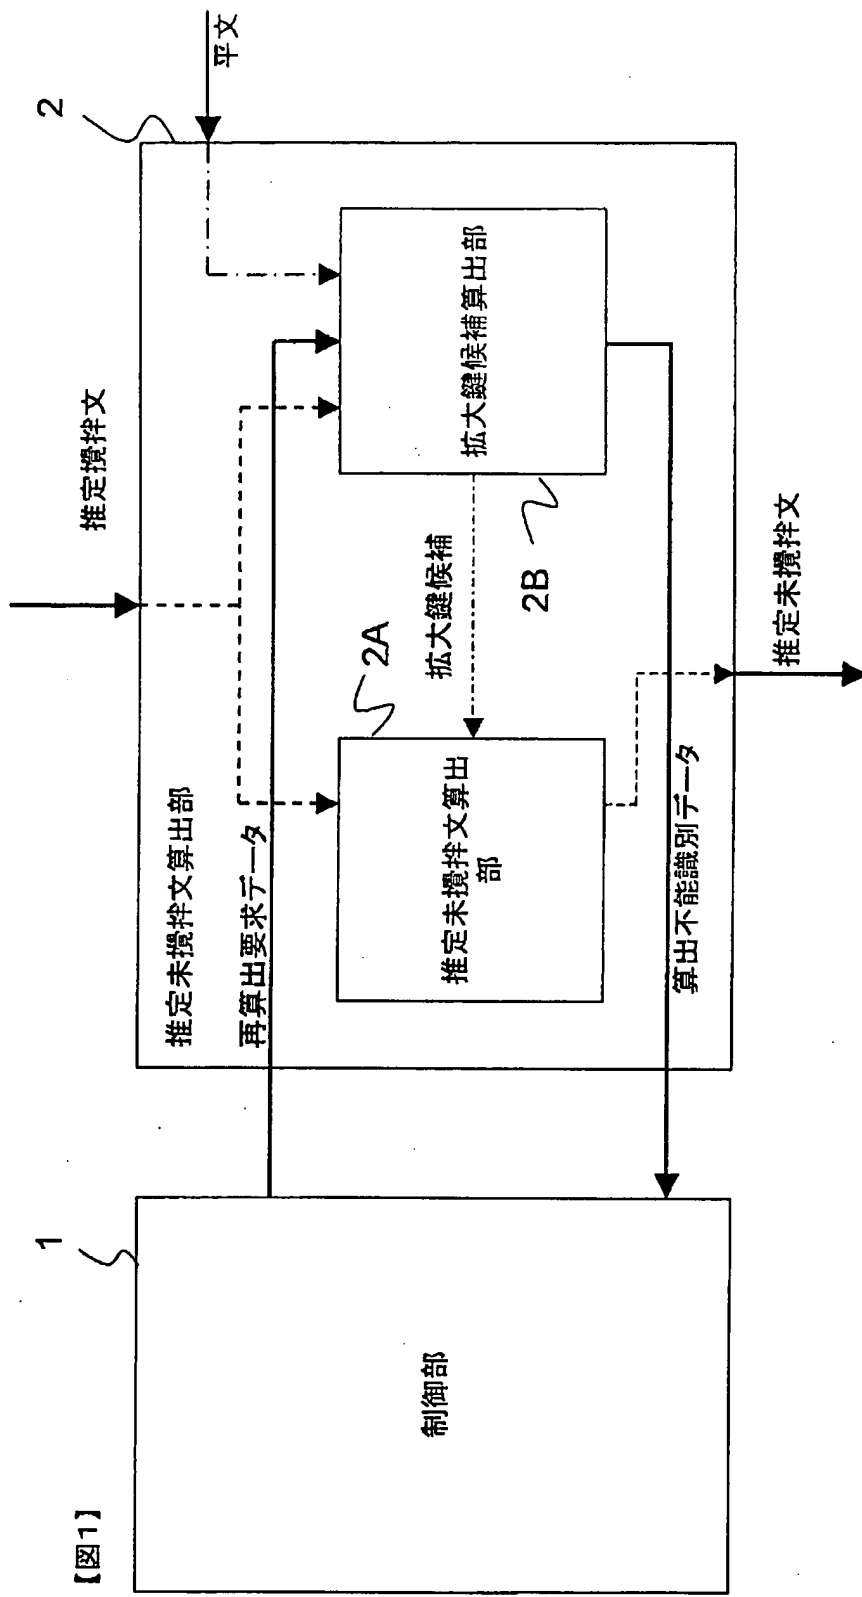 【図1】
1
制御部
2
推定未攪拌文算出部
再算出要求データ
推定攪拌文
平文
2A
推定未攪拌文算出
部
拡大鍵候補
2B
拡大鍵候補算出部
算出不能識別データ
推定未攪拌文